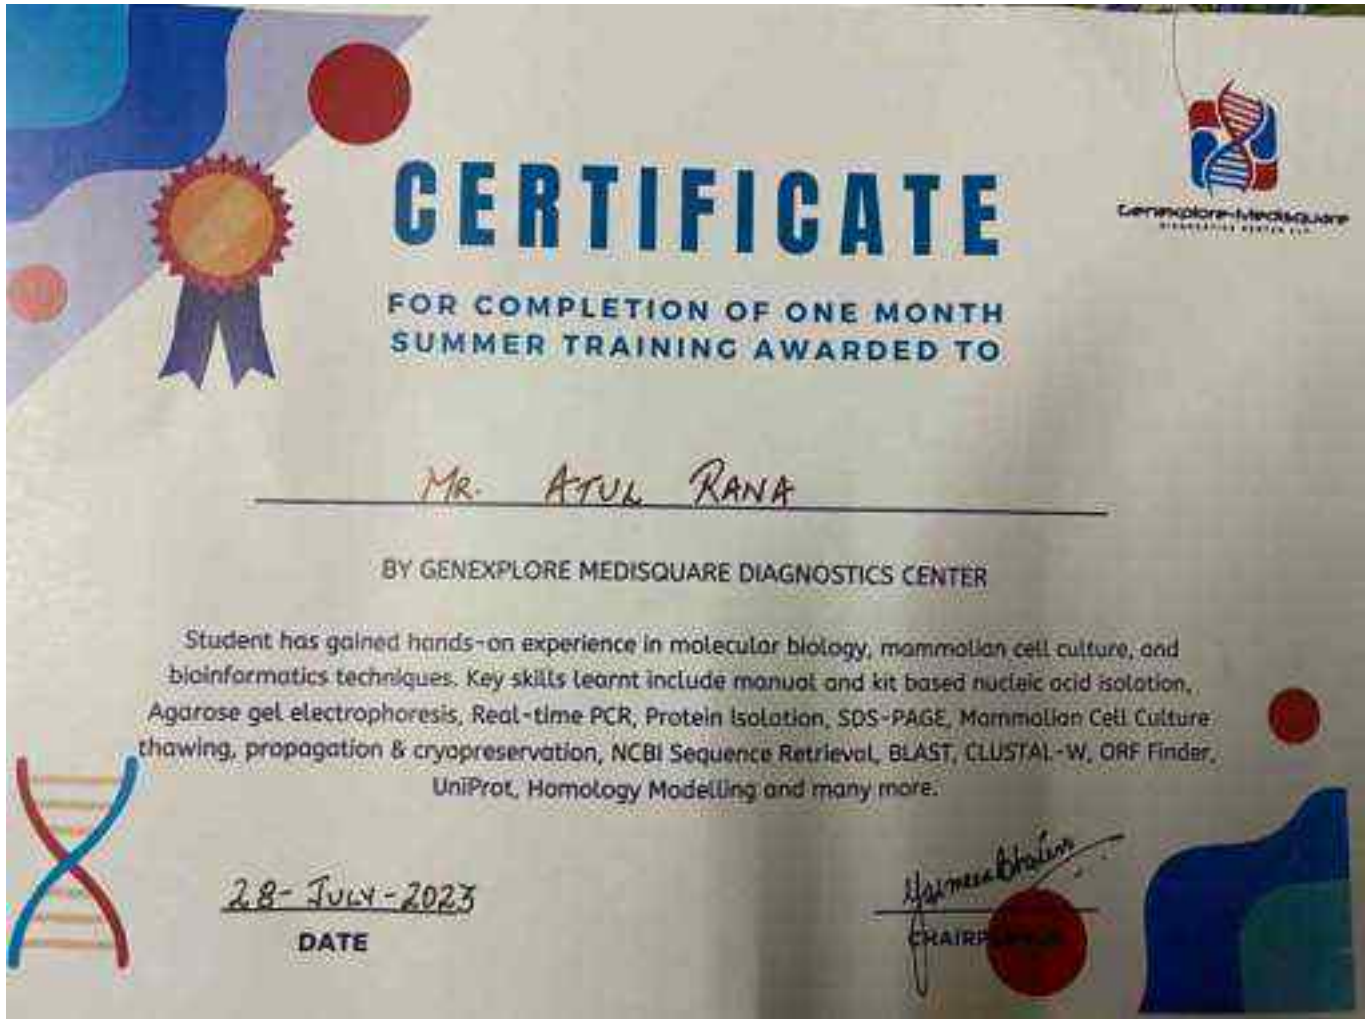 Genexplore-Medisquare
DIAGNOSTICS CENTER LLP
CERTIFICATE
FOR COMPLETION OF ONE MONTH
SUMMER TRAINING AWARDED TO
MR. ATUL RANA
BY GENEXPLORE MEDISQUARE DIAGNOSTICS CENTER
Student has gained hands-on experience in molecular biology, mammalian cell culture, and
bioinformatics techniques. Key skills learnt include manual and kit based nucleic acid isolation,
Agarose gel electrophoresis, Real-time PCR, Protein Isolation, SDS-PAGE, Mammalian Cell Culture
thawing, propagation & cryopreservation, NCBI Sequence Retrieval, BLAST, CLUSTAL-W, ORF Finder,
UniProt, Homology Modelling and many more.
28-JULY-2023
DATE